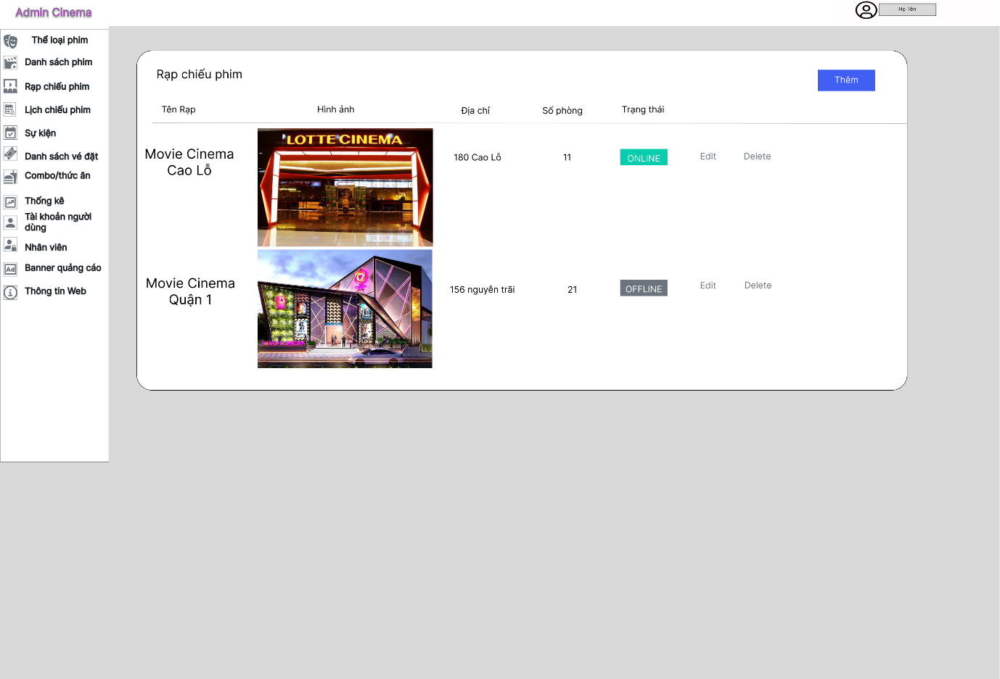 Admin Cinema
Họ Tên
Thể loại phim
Danh sách phim
Rạp chiếu phim
Lịch chiếu phim
Sự kiện
Danh sách vé đặt
Combo/thức ăn
Thống kê
Tài khoản người
dùng
Nhân viên
Ad
Banner quảng cáo
Thông tin Web
Rạp chiếu phim
Thêm
Tên Rạp
Hình ảnh
Địa chỉ
Số phòng
Trạng thái
Movie Cinema
Cao Lỗ
LOTTE CINEMA
180 Cao Lỗ
11
ONLINE
Edit
Delete
Movie Cinema
Quận 1
156 nguyễn trãi
21
OFFLINE
Edit
Delete